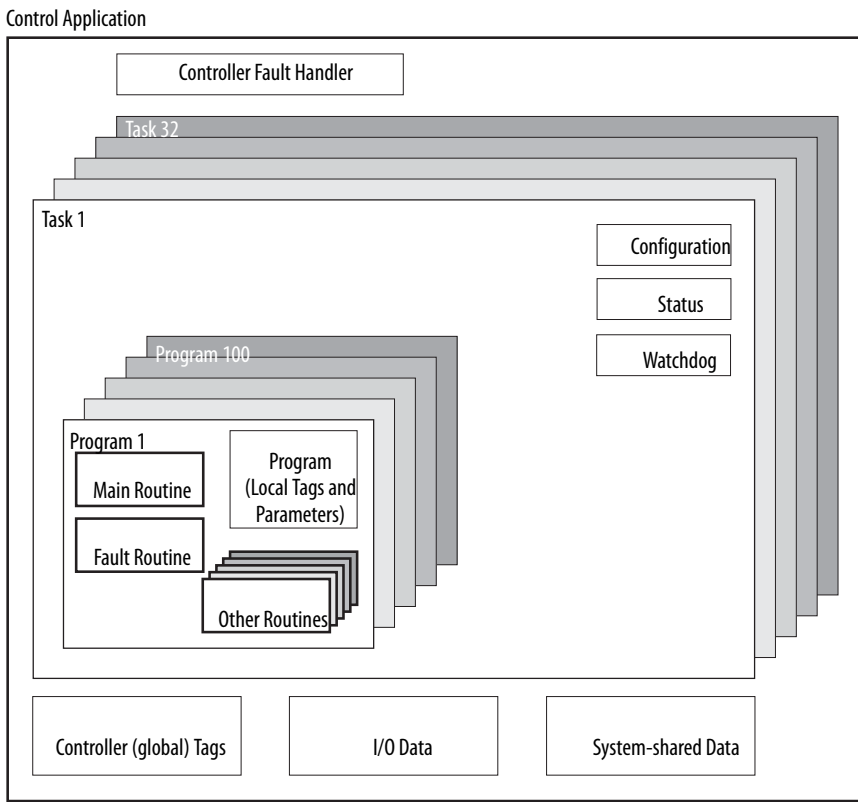 Control Application
Controller Fault Handler
Task 32
Task 1
Configuration
Status
Watchdog
Program 100
Program 1
Main Routine
Program
(Local Tags and
Parameters)
Fault Routine
Other Routines
Controller (global) Tags
I/O Data
System-shared Data